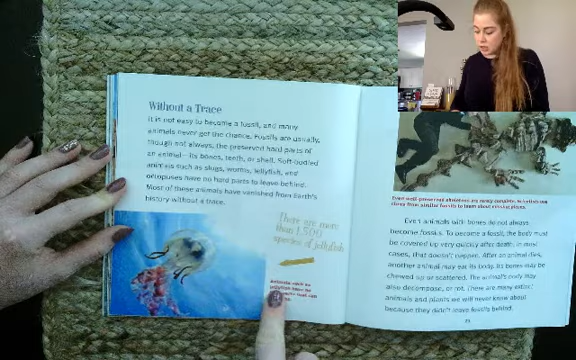 Without a Trace
It is not easy to become a fossil, and many
animals never get the chance. Fossils are usually,
though not always, the preserved hard parts of
an animal—its bones, teeth, or shell. Soft-bodied
animals such as slugs, worms, jellyfish, and
octopuses have no hard parts to leave behind.
Most of these animals have vanished from Earth's
history without a trace.
There are more
than 1,500
species of jellyfish
Even animals with bones do not always
become fossils. To become a fossil, the body must
be covered up very quickly after death. In most
cases, that doesn't happen. After an animal dies,
another animal may eat its body. Its bones may be
chewed up or scattered. The animal's body may
also decompose, or rot. There are many extinct
animals and plants we will never know about
because they didn't leave fossils behind.